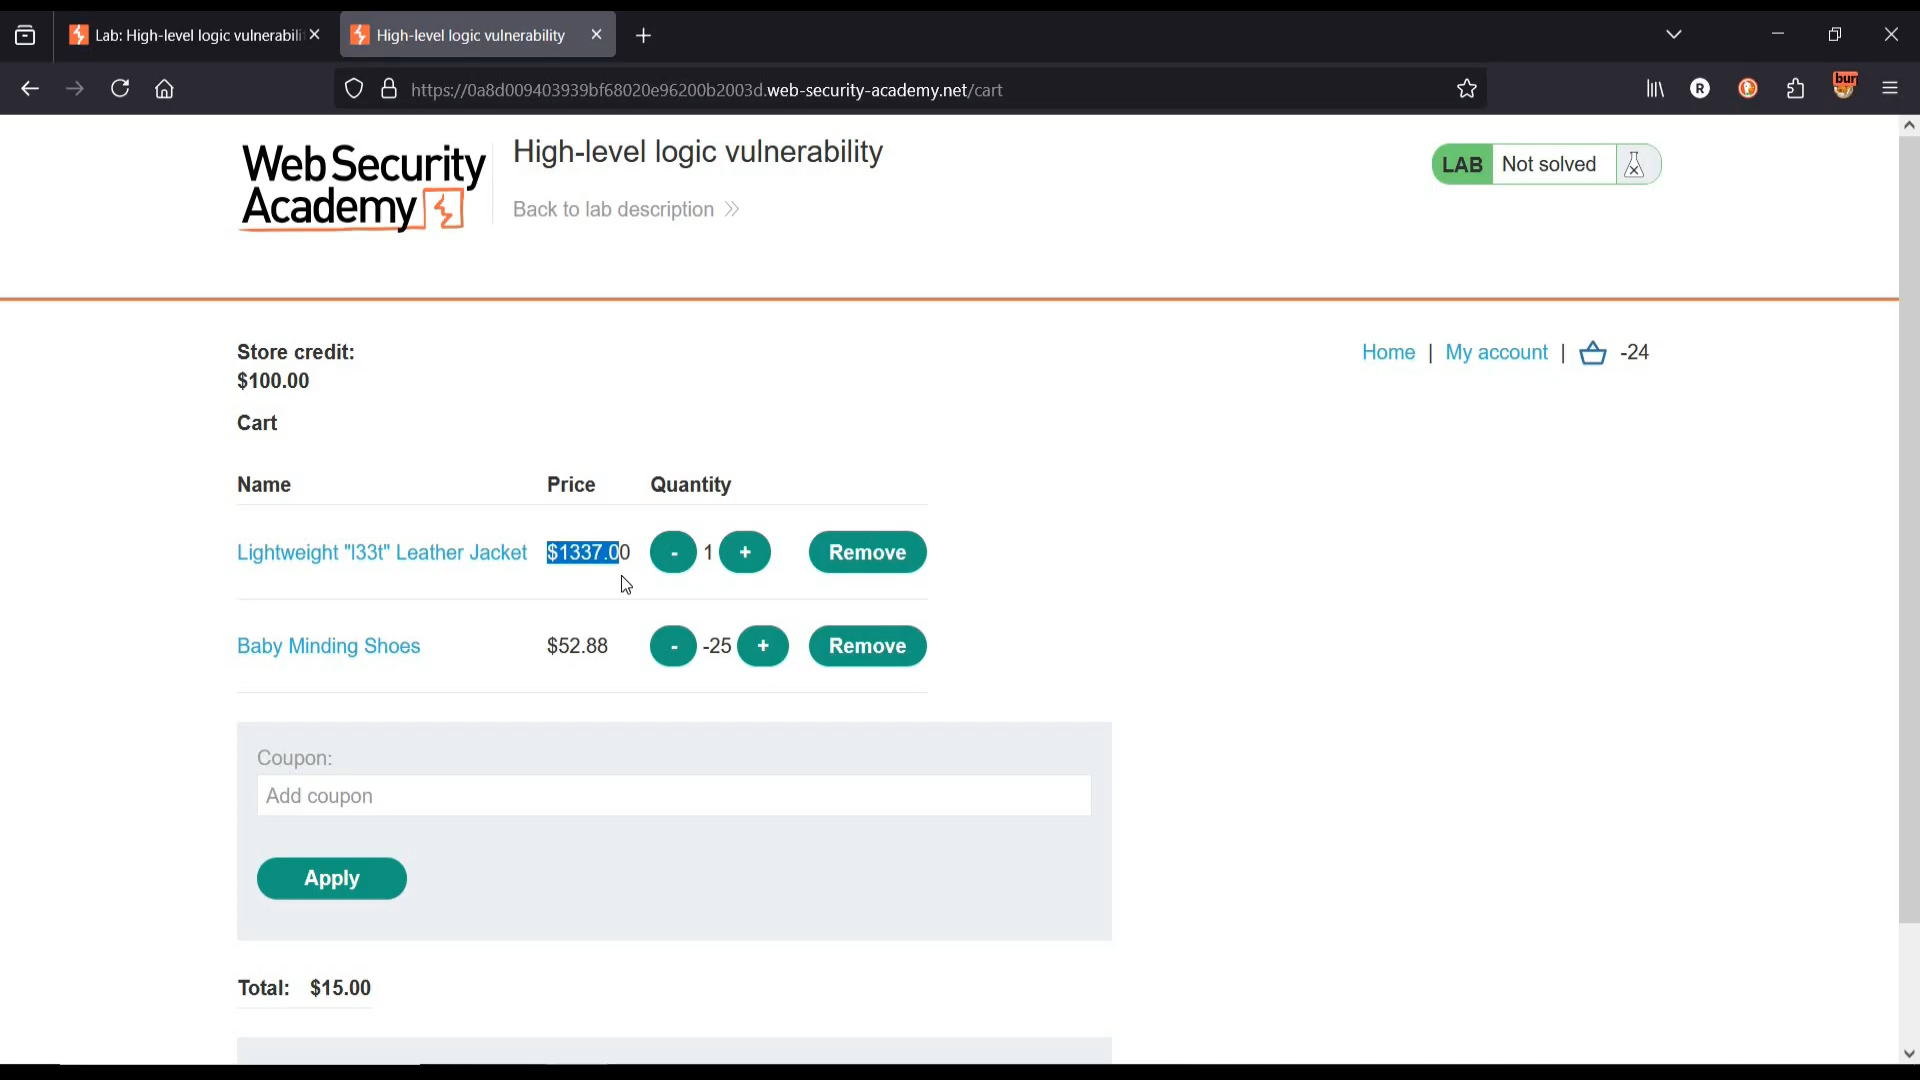 Lab: High-level logic vulnerabili
High-level logic vulnerability
https://0a8d009403939bf68020e96200b2003d.web-security-academy.net/cart
R
bur
Web Security
Academy
High-level logic vulnerability
Back to lab description
LAB Not solved
Store credit:
$100.00
Home | My account | -24
Cart
Name Price Quantity
Lightweight "l33t" Leather Jacket $1337.00 - 1 + Remove
Baby Minding Shoes $52.88 - -25 + Remove
Coupon:
Add coupon
Apply
Total: $15.00